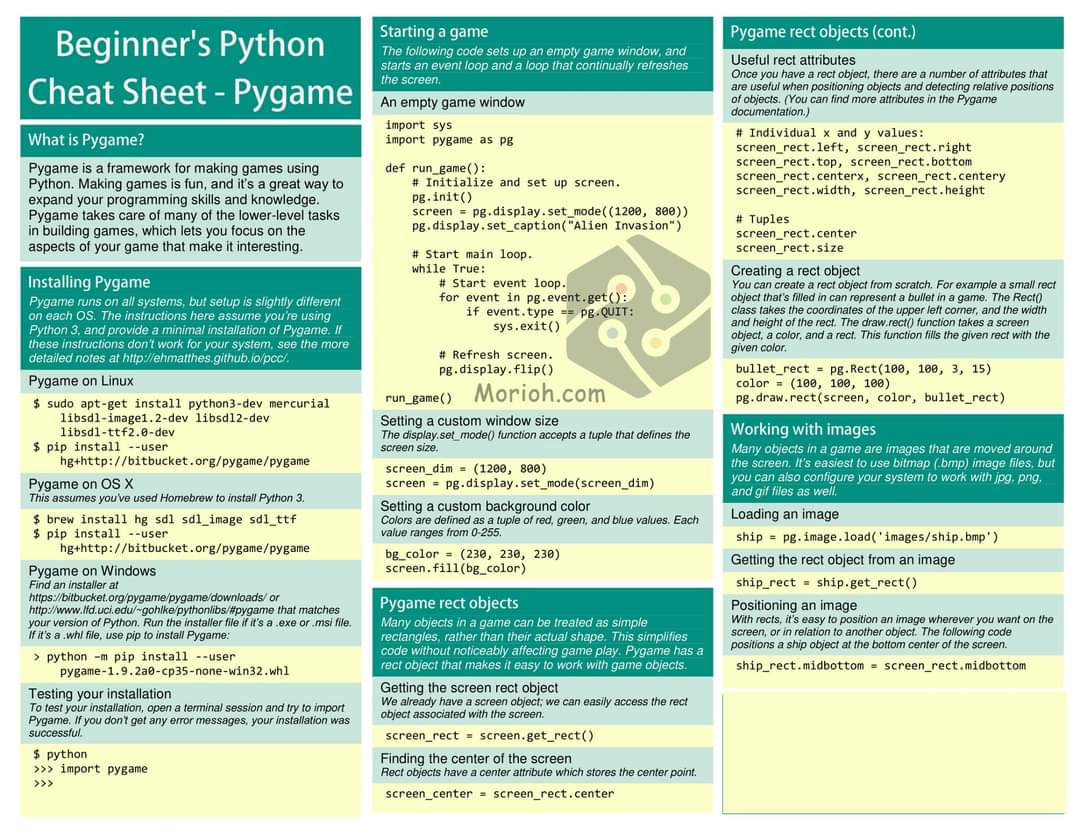 Beginner's Python
Cheat Sheet - Pygame
What is Pygame?
Pygame is a framework for making games using
Python. Making games is fun, and it's a great way to
expand your programming skills and knowledge.
Pygame takes care of many of the lower-level tasks
in building games, which lets you focus on the
aspects of your game that make it interesting.
Installing Pygame
Pygame runs on all systems, but setup is slightly different
on each OS. The instructions here assume you're using
Python 3, and provide a minimal installation of Pygame. If
these instructions don't work for your system, see the more
detailed notes at http://ehmatthes.github.io/pcc/.
Pygame on Linux
$ sudo apt-get install python3-dev mercurial
libsdl-image1.2-dev libsdl2-dev
libsdl-ttf2.0-dev
$ pip install --user
hg+http://bitbucket.org/pygame/pygame
Pygame on OS X
This assumes you've used Homebrew to install Python 3.
$ brew install hg sdl sdl_image sdl_ttf
$ pip install --user
hg+http://bitbucket.org/pygame/pygame
Pygame on Windows
Find an installer at
https://bitbucket.org/pygame/pygame/downloads/ or
http://www.lfd.uci.edu/~gohlke/pythonlibs/#pygame that matches
your version of Python. Run the installer file if it's a .exe or .msi file.
If it's a .whl file, use pip to install Pygame:
> python –m pip install --user
pygame-1.9.2a0-cp35-none-win32.whl
Testing your installation
To test your installation, open a terminal session and try to import
Pygame. If you don't get any error messages, your installation was
successful.
$ python
>>> import pygame
>>>
Starting a game
The following code sets up an empty game window, and
starts an event loop and a loop that continually refreshes
the screen.
An empty game window
import sys
import pygame as pg
def run_game():
# Initialize and set up screen.
pg.init()
screen = pg.display.set_mode((1200, 800))
pg.display.set_caption("Alien Invasion")
# Start main loop.
while True:
# Start event loop.
for event in pg.event.get():
if event.type == pg.QUIT:
sys.exit()
# Refresh screen.
pg.display.flip()
run_game()
Morioh.com
Setting a custom window size
The display.set_mode() function accepts a tuple that defines the
screen size.
screen_dim = (1200, 800)
screen = pg.display.set_mode(screen_dim)
Setting a custom background color
Colors are defined as a tuple of red, green, and blue values. Each
value ranges from 0-255.
bg_color = (230, 230, 230)
screen.fill(bg_color)
Pygame rect objects
Many objects in a game can be treated as simple
rectangles, rather than their actual shape. This simplifies
code without noticeably affecting game play. Pygame has a
rect object that makes it easy to work with game objects.
Getting the screen rect object
We already have a screen object; we can easily access the rect
object associated with the screen.
screen_rect = screen.get_rect()
Finding the center of the screen
Rect objects have a center attribute which stores the center point.
screen_center = screen_rect.center
Pygame rect objects (cont.)
Useful rect attributes
Once you have a rect object, there are a number of attributes that
are useful when positioning objects and detecting relative positions
of objects. (You can find more attributes in the Pygame
documentation.)
# Individual x and y values:
screen_rect.left, screen_rect.right
screen_rect.top, screen_rect.bottom
screen_rect.centerx, screen_rect.centery
screen_rect.width, screen_rect.height
# Tuples
screen_rect.center
screen_rect.size
Creating a rect object
You can create a rect object from scratch. For example a small rect
object that's filled in can represent a bullet in a game. The Rect()
class takes the coordinates of the upper left corner, and the width
and height of the rect. The draw.rect() function takes a screen
object, a color, and a rect. This function fills the given rect with the
given color.
bullet_rect = pg.Rect(100, 100, 3, 15)
color = (100, 100, 100)
pg.draw.rect(screen, color, bullet_rect)
Working with images
Many objects in a game are images that are moved around
the screen. It's easiest to use bitmap (.bmp) image files, but
you can also configure your system to work with jpg, png,
and gif files as well.
Loading an image
ship = pg.image.load('images/ship.bmp')
Getting the rect object from an image
ship_rect = ship.get_rect()
Positioning an image
With rects, it's easy to position an image wherever you want on the
screen, or in relation to another object. The following code
positions a ship object at the bottom center of the screen.
ship_rect.midbottom = screen_rect.midbottom